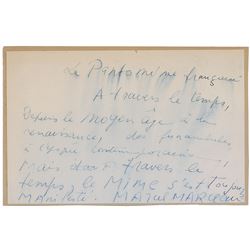 La Pantomime française
A travers le temps,
Depuis le Moyen âge à la
renaissance, des funambules
à l'époque contemporaine,
Mais à travers le
temps, le MIME s'est toujours
MANifesté. MARcel MARCEAU